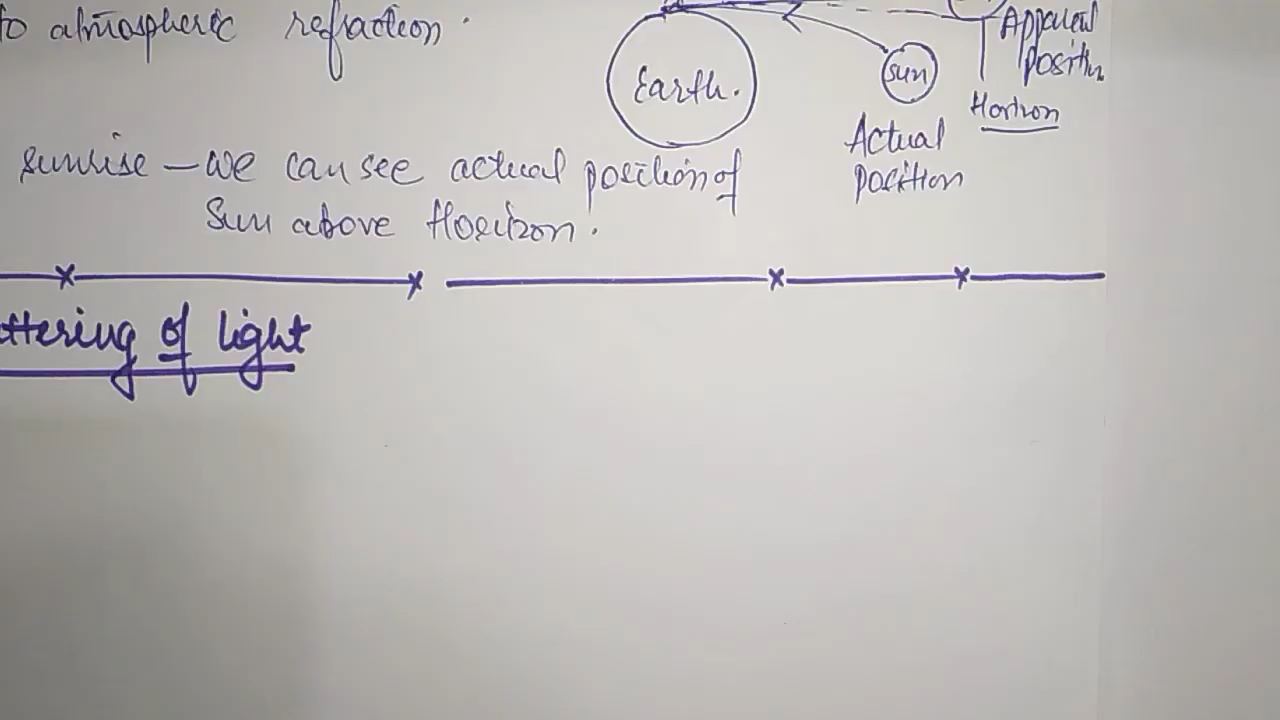 to atmospheric refraction.
Earth.
sun
Apparent
Positin
Horizon
Actual
position
sunrise – we can see actual position of
Sun above Horizon.
ttering of light